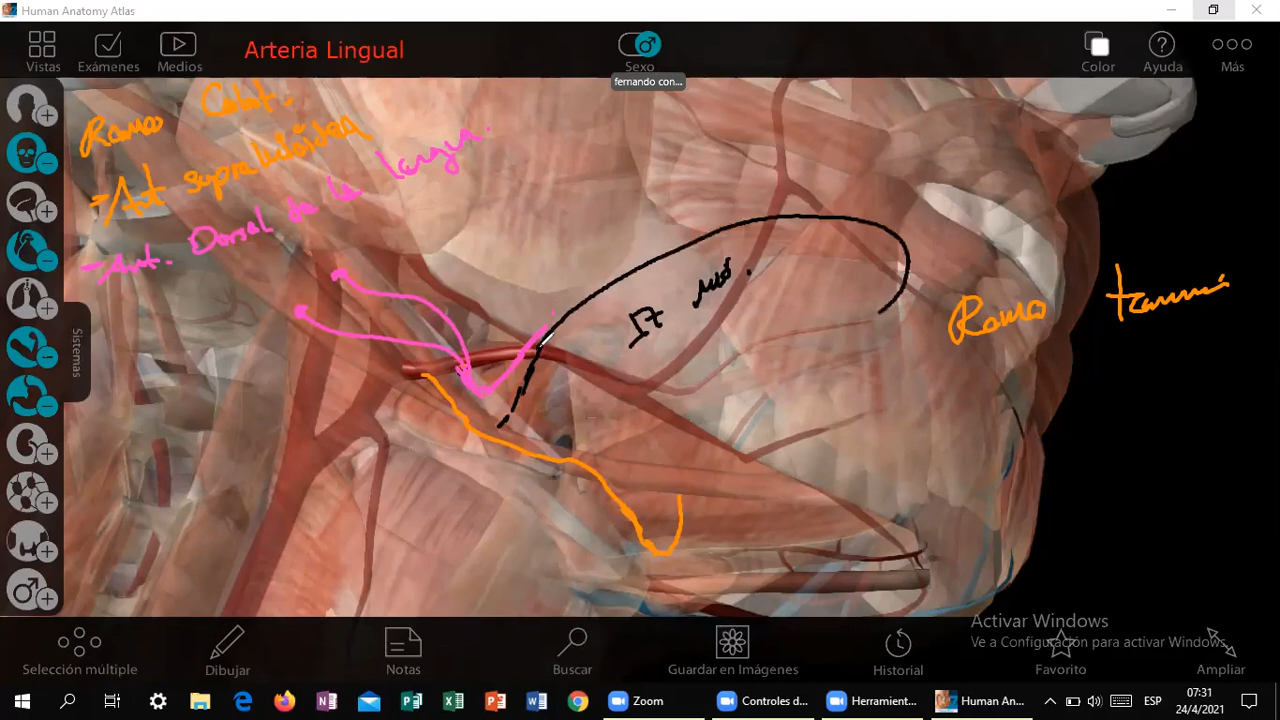 Human Anatomy Atlas
Vistas
Exámenes
Medios
Arteria Lingual
Sexo
fernando con...
Color
Ayuda
Más
Ramos Colat.
- Art suprahioidea
- Art. Dorsal de la lengua.
Ramo
Sistemas
Activar Windows
Ve a Configuración para activar Windows.
Selección múltiple
Dibujar
Notas
Buscar
Guardar en Imágenes
Historial
Favorito
Ampliar
Zoom
Controles d...
Herramient...
Human An...
ESP
07:31
24/4/2021